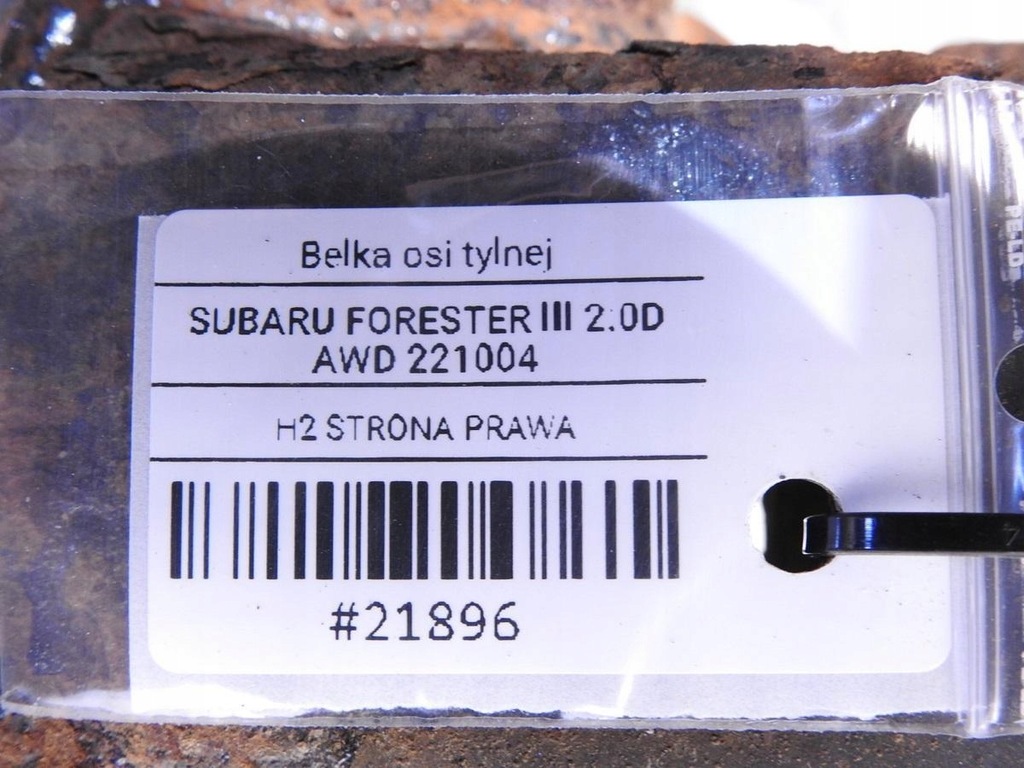 Belka osi tylnej
SUBARU FORESTER III 2.0D
AWD 221004
H2 STRONA PRAWA
#21896